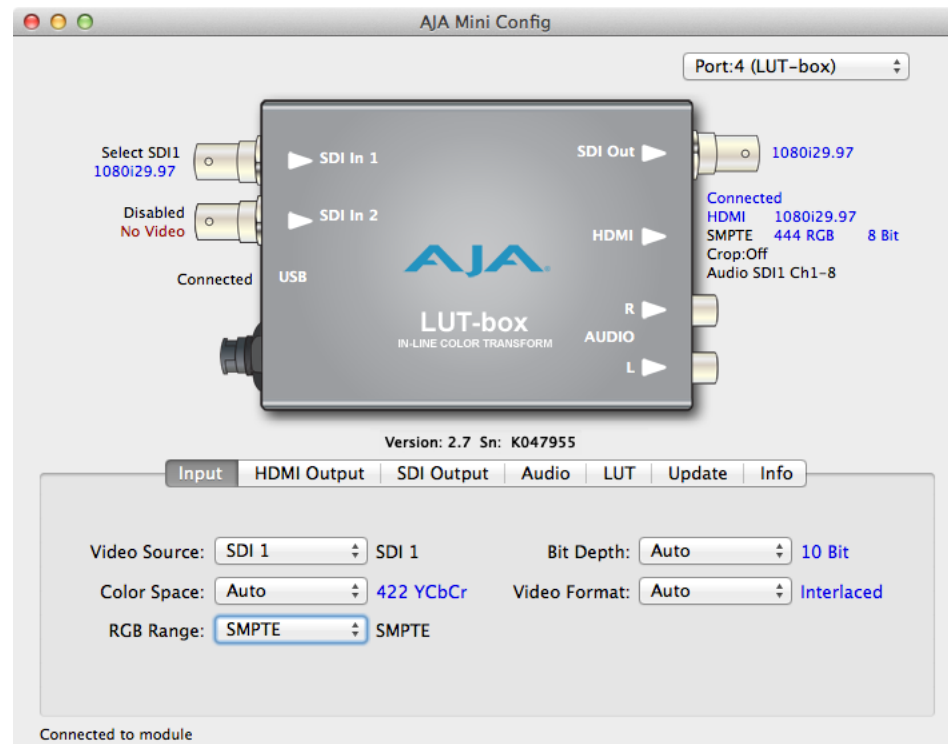 AJA Mini Config
Port:4 (LUT-box)
Select SDI1
1080i29.97
Disabled
No Video
Connected
SDI In 1
SDI In 2
USB
AJA
LUT-box
IN-LINE COLOR TRANSFORM
SDI Out
HDMI
R
AUDIO
L
1080i29.97
Connected
HDMI 1080i29.97
SMPTE 444 RGB 8 Bit
Crop:Off
Audio SDI1 Ch1-8
Version: 2.7 Sn: K047955
Input HDMI Output SDI Output Audio LUT Update Info
Video Source: SDI 1 SDI 1 Bit Depth: Auto 10 Bit
Color Space: Auto 422 YCbCr Video Format: Auto Interlaced
RGB Range: SMPTE SMPTE
Connected to module